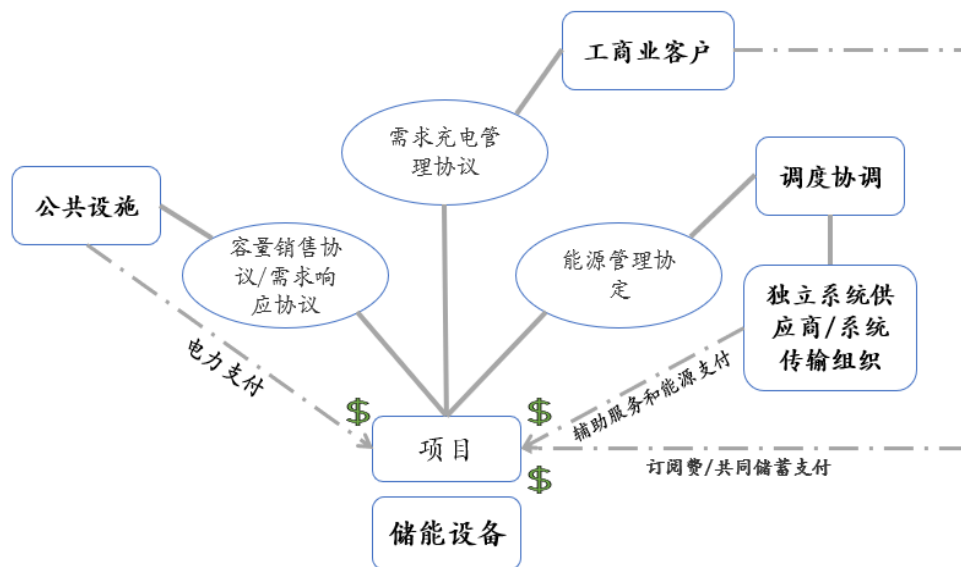 工商业客户
需求充电管
理协议
调度协调
公共设施
容量销售协
议/需求响
应协议
能源管理协
定
独立系统供
应商/系统
传输组织
电力支付
辅助服务和能源支付
$
$
项目
订阅费/共同储蓄支付
$
储能设备